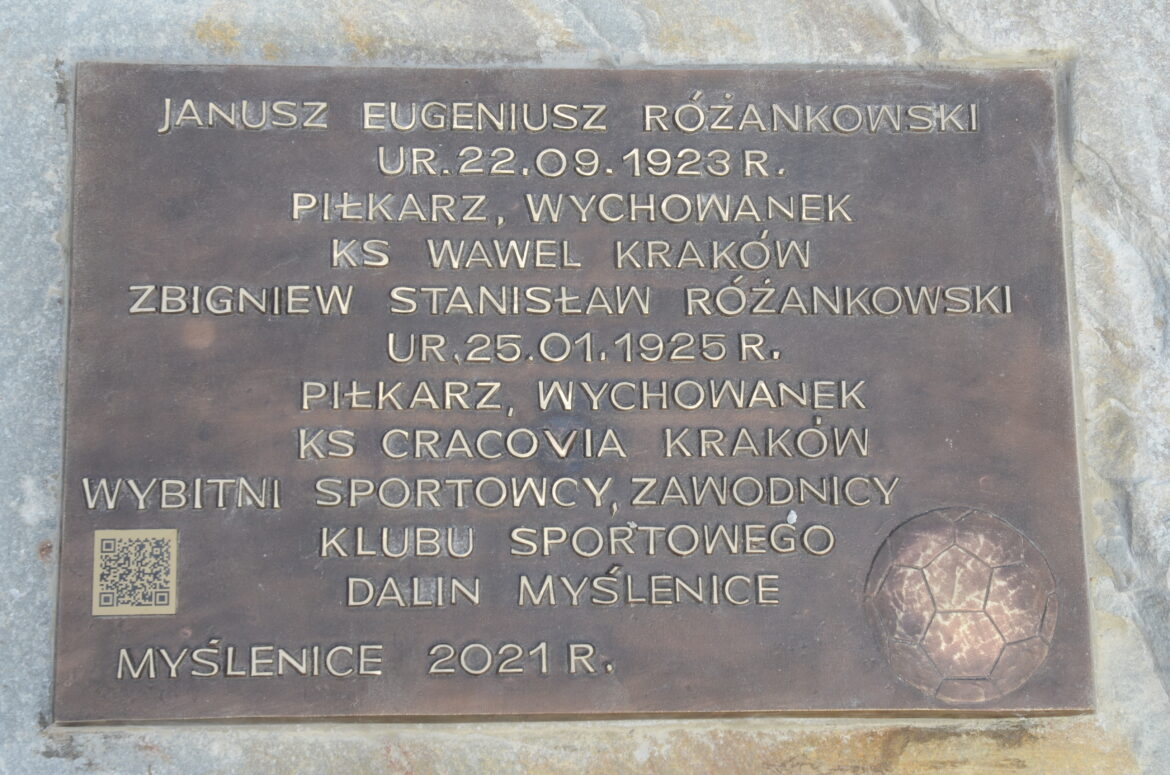 JANUSZ EUGENIUSZ RÓŻANKOWSKI
UR.22.09.1923 R.
PIŁKARZ, WYCHOWANEK
KS WAWEL KRAKÓW
ZBIGNIEW STANISŁAW RÓŻANKOWSKI
UR.25.01.1925 R.
PIŁKARZ, WYCHOWANEK
KS CRACOVIA KRAKÓW
WYBITNI SPORTOWCY, ZAWODNICY
KLUBU SPORTOWEGO
DALIN MYŚLENICE
MYŚLENICE 2021 R.